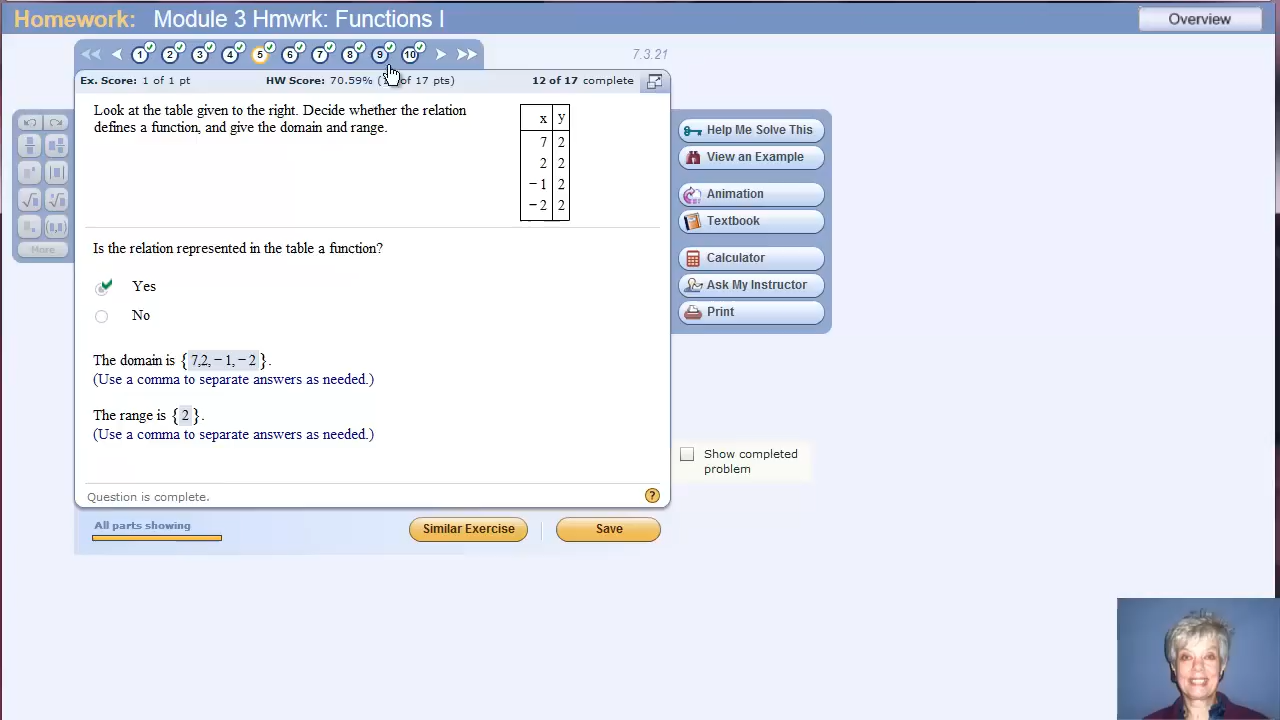 Homework: Module 3 Hmwrk: Functions I
Overview
1 2 3 4 5 6 7 8 9 10
7.3.21
Ex. Score: 1 of 1 pt HW Score: 70.59% ( of 17 pts) 12 of 17 complete
Look at the table given to the right. Decide whether the relation
defines a function, and give the domain and range.
x y
7 2
2 2
−1 2
−2 2
Is the relation represented in the table a function?
Yes
No
The domain is {7,2,−1,−2}.
(Use a comma to separate answers as needed.)
The range is {2}.
(Use a comma to separate answers as needed.)
Question is complete.
?
All parts showing
Similar Exercise
Save
More
Help Me Solve This
View an Example
Animation
Textbook
Calculator
Ask My Instructor
Print
Show completed
problem